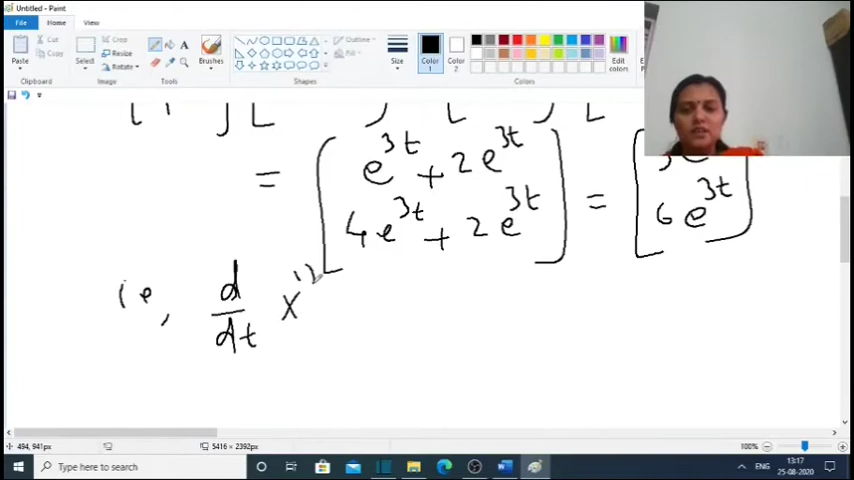 Untitled - Paint
File Home View
Paste
Cut
Copy
Select
Crop
Resize
Rotate
Brushes
Outline
Fill
Size
Color 1
Color 2
Edit colors
Clipboard Image Tools Shapes Colors
= [ e^{3t} + 2e^{3t} ] = [
4e^{3t} + 2e^{3t} 6e^{3t}
ie, d/dt x
494, 941px 5416 × 2392px 100%
Type here to search ENG 13:17
25-08-2020